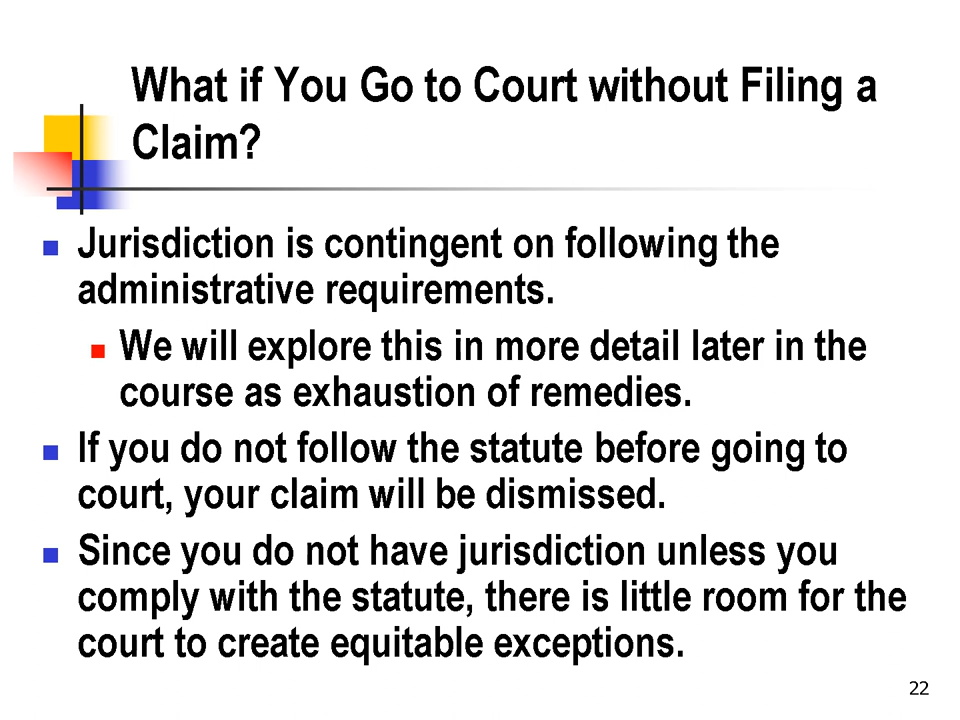 What if You Go to Court without Filing a
Claim?
Jurisdiction is contingent on following the
administrative requirements.
We will explore this in more detail later in the
course as exhaustion of remedies.
If you do not follow the statute before going to
court, your claim will be dismissed.
Since you do not have jurisdiction unless you
comply with the statute, there is little room for the
court to create equitable exceptions.
22